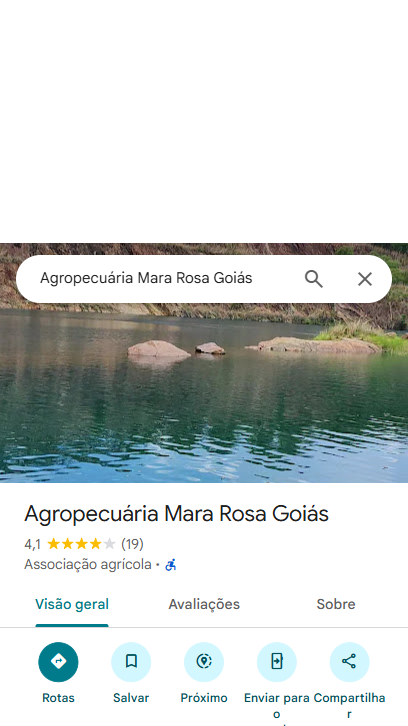 Agropecuária Mara Rosa Goiás
Agropecuária Mara Rosa Goiás
4,1 (19)
Associação agrícola ·
Visão geral Avaliações Sobre
Rotas Salvar Próximo Enviar para o Compartilhar